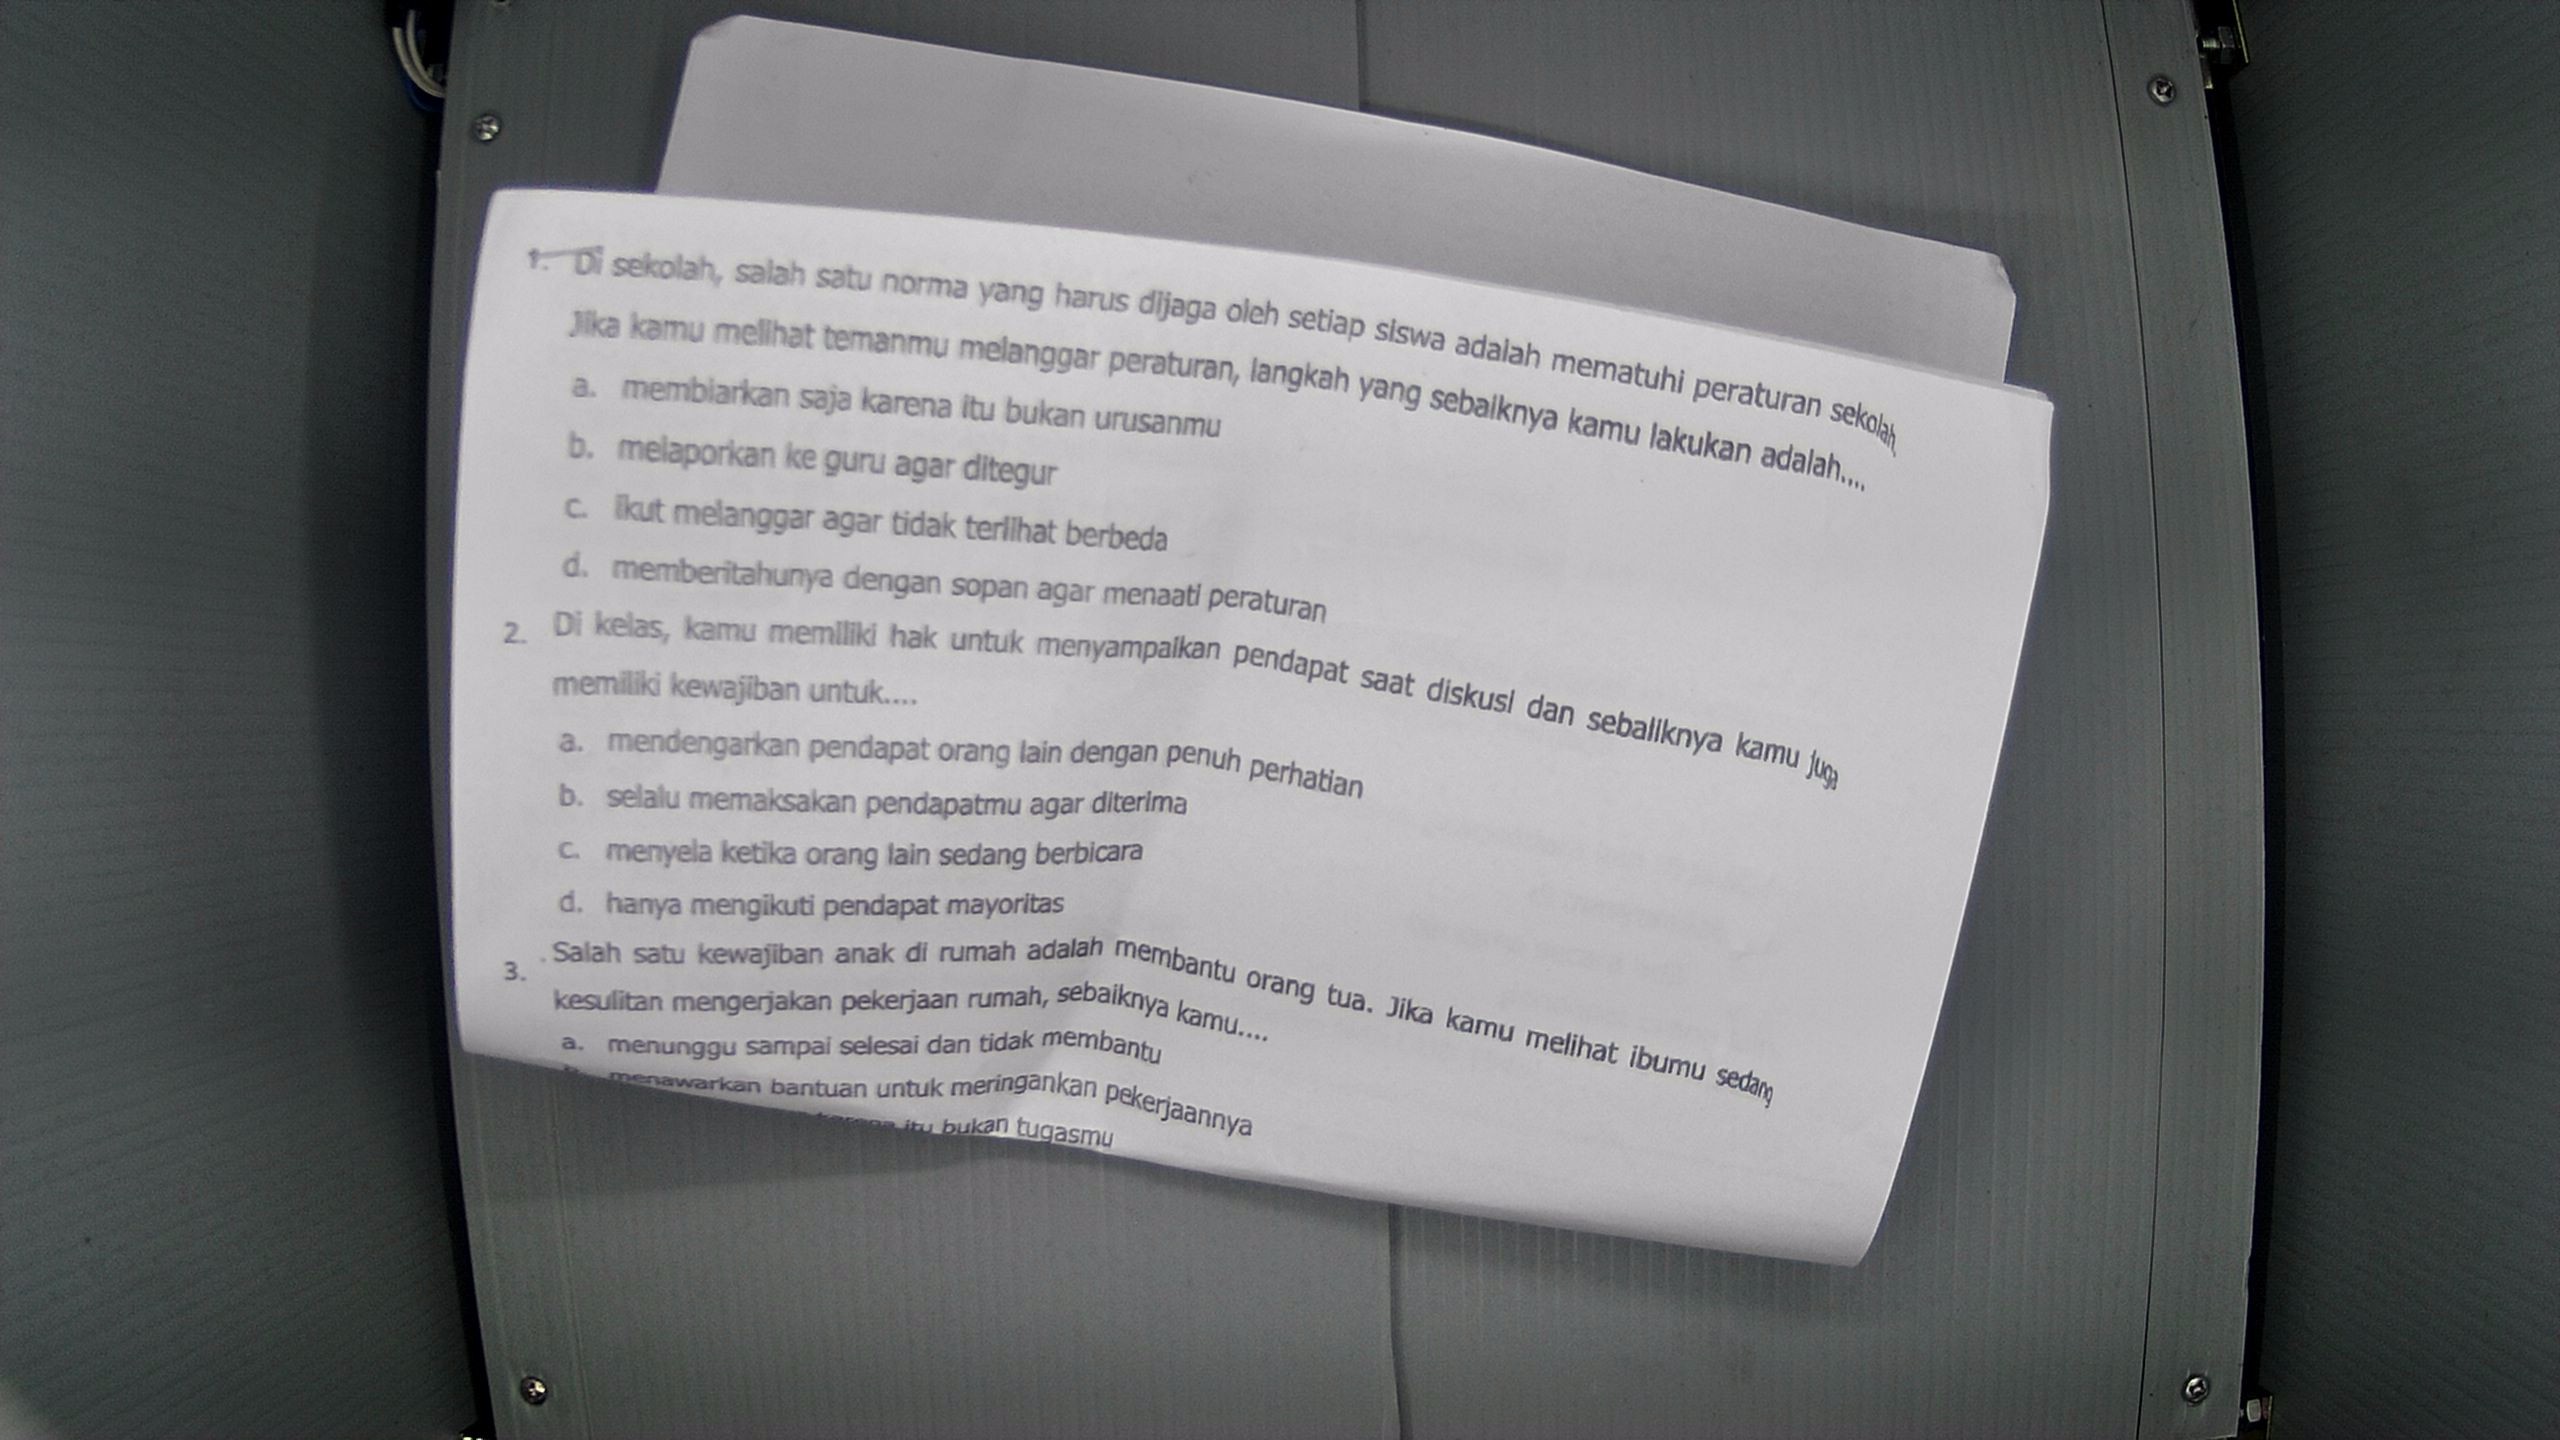 1. Di sekolah, salah satu norma yang harus dijaga oleh setiap siswa adalah mematuhi peraturan sekolah.
Jika kamu melihat temanmu melanggar peraturan, langkah yang sebaiknya kamu lakukan adalah....
a. membiarkan saja karena itu bukan urusanmu
b. melaporkan ke guru agar ditegur
c. ikut melanggar agar tidak terlihat berbeda
d. memberitahunya dengan sopan agar menaati peraturan
2. Di kelas, kamu memiliki hak untuk menyampaikan pendapat saat diskusi dan sebaliknya kamu juga
memiliki kewajiban untuk....
a. mendengarkan pendapat orang lain dengan penuh perhatian
b. selalu memaksakan pendapatmu agar diterima
c. menyela ketika orang lain sedang berbicara
d. hanya mengikuti pendapat mayoritas
3. Salah satu kewajiban anak di rumah adalah membantu orang tua. Jika kamu melihat ibumu sedang
kesulitan mengerjakan pekerjaan rumah, sebaiknya kamu....
a. menunggu sampai selesai dan tidak membantu
menawarkan bantuan untuk meringankan pekerjaannya
karena itu bukan tugasmu